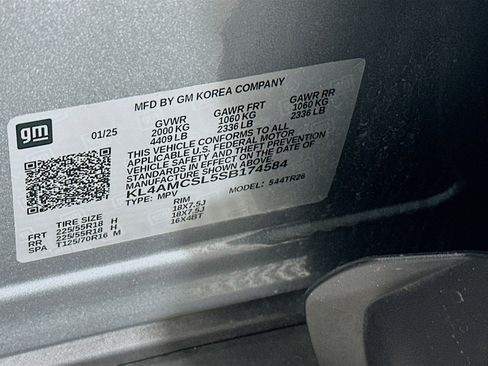 MFD BY GM KOREA COMPANY
gm
01/25 GVWR GAWR FRT GAWR RR
2000 KG 1060 KG 1060 KG
4409 LB 2336 LB 2336 LB
THIS VEHICLE CONFORMS TO ALL
APPLICABLE U.S. FEDERAL MOTOR
VEHICLE SAFETY AND THEFT PREVENTION
STANDARDS IN EFFECT ON THE DATE OF
MANUFACTURE SHOWN ABOVE.
KL4AMCSL5SB174584
TYPE: MPV MODEL: 544TR26
TIRE SIZE RIM
FRT 225/55R18 H 18X7.5J
RR 225/55R18 H 18X7.5J
SPA T125/70R16 M 16X4BT